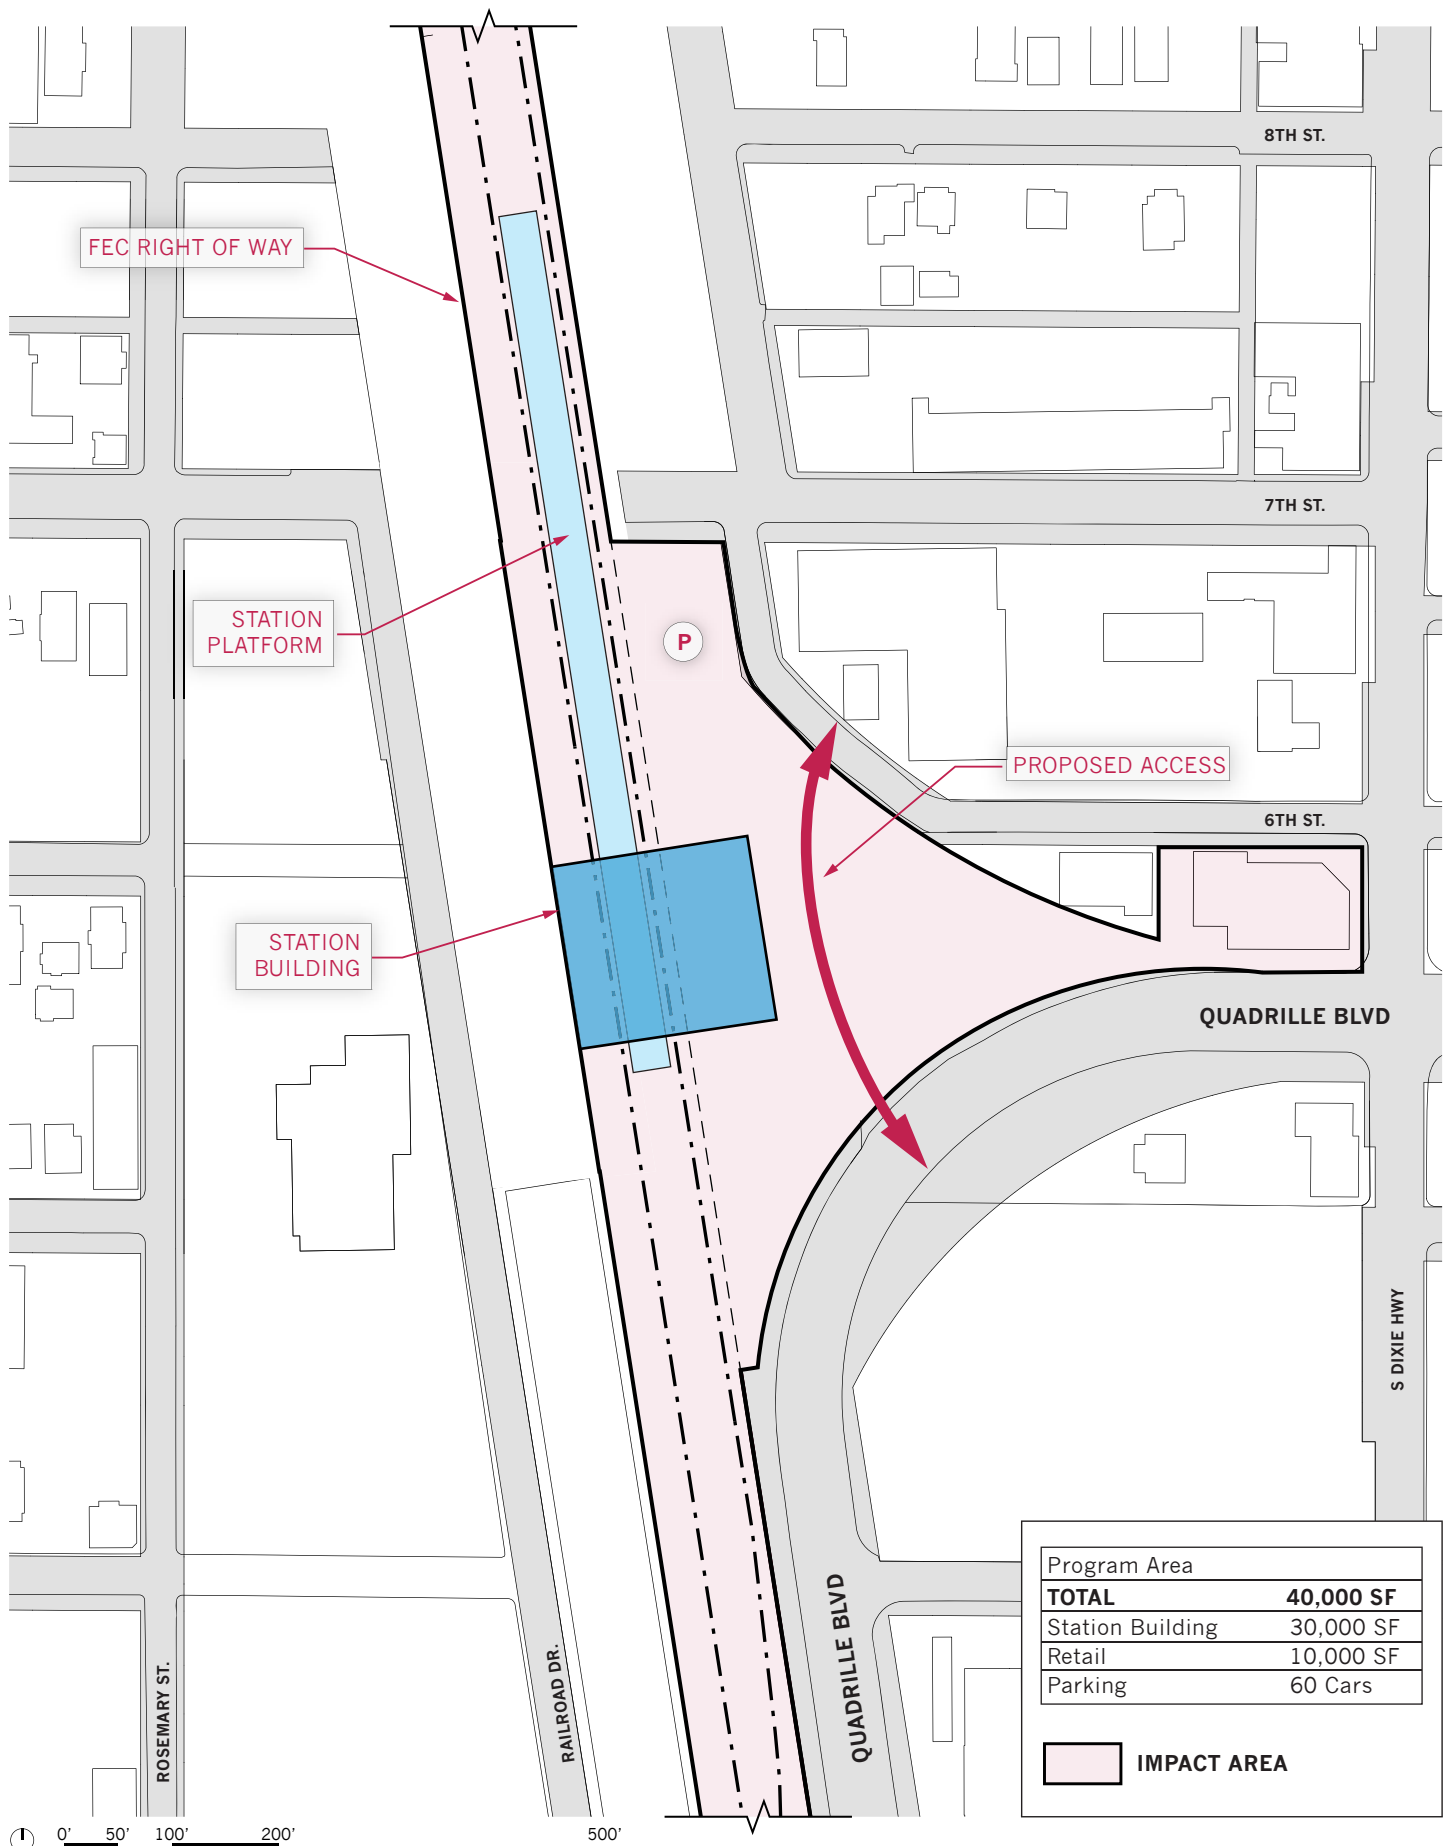 8TH ST.
FEC RIGHT OF WAY
7TH ST.
STATION
PLATFORM
P
PROPOSED ACCESS
6TH ST.
STATION
BUILDING
QUADRILLE BLVD
S DIXIE HWY
QUADRILLE BLVD
RAILROAD DR.
ROSEMARY ST.
Program Area
TOTAL 40,000 SF
Station Building 30,000 SF
Retail 10,000 SF
Parking 60 Cars
IMPACT AREA
0' 50' 100' 200' 500'